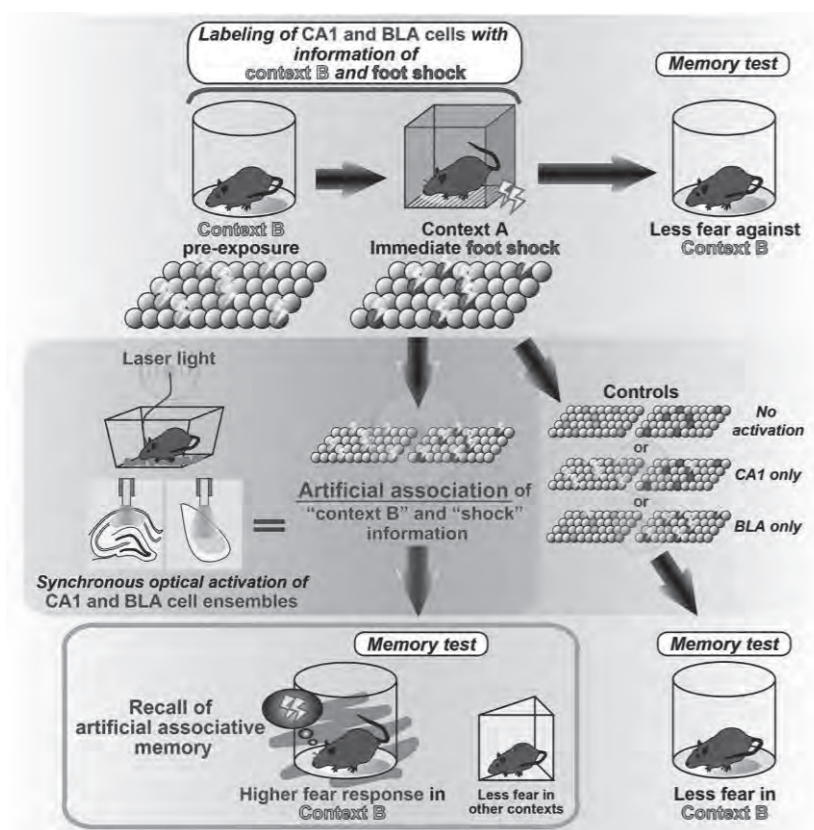 Labeling of CA1 and BLA cells with
information of
context B and foot shock
Memory test
Context B
pre-exposure
Context A
Immediate foot shock
Less fear against
Context B
Laser light
Controls
No
activation
or
CA1 only
or
BLA only
Artificial association of
"context B" and "shock"
information
=
Synchronous optical activation of
CA1 and BLA cell ensembles
Memory test
Recall of
artificial associative
memory
Higher fear response in
Context B
Less fear in
other contexts
Memory test
Less fear in
Context B